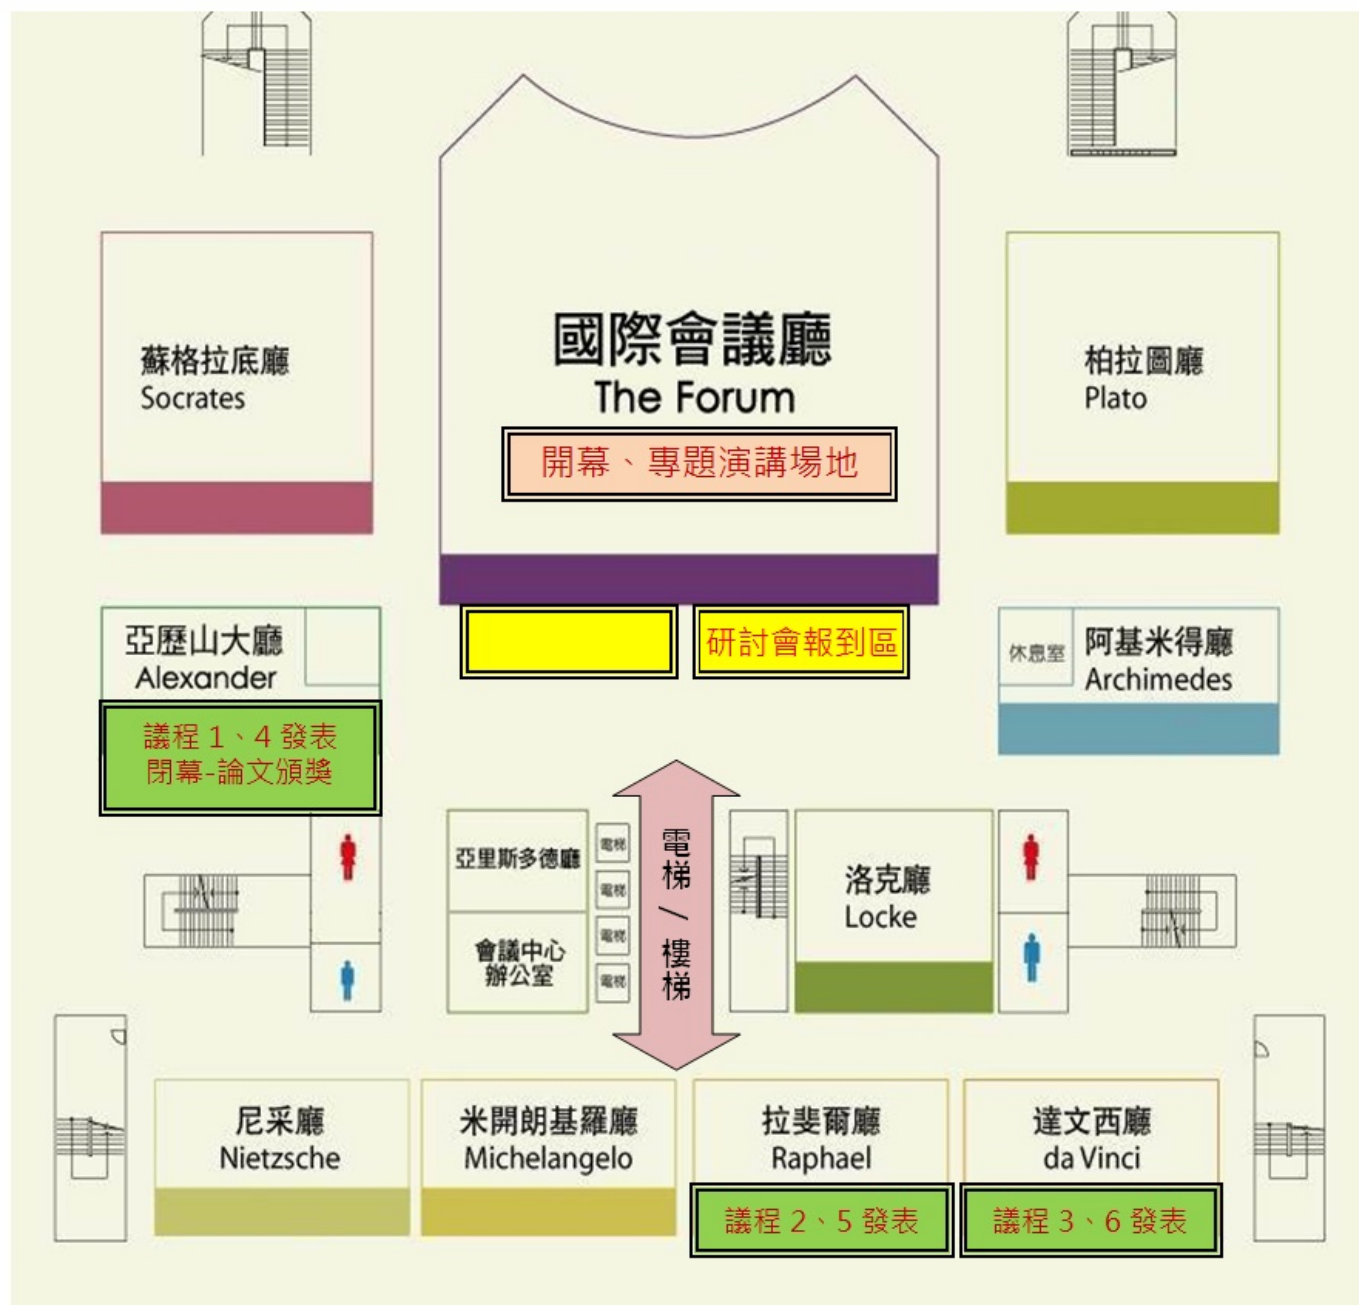 國際會議廳
The Forum
開幕、專題演講場地
蘇格拉底廳
Socrates
柏拉圖廳
Plato
研討會報到區
亞歷山大廳
Alexander
議程 1、4 發表
閉幕-論文頒獎
休息室
阿基米得廳
Archimedes
亞里斯多德廳
會議中心
辦公室
電梯
電梯
電梯
電梯
電梯/樓梯
洛克廳
Locke
尼采廳
Nietzsche
米開朗基羅廳
Michelangelo
拉斐爾廳
Raphael
議程 2、5 發表
達文西廳
da Vinci
議程 3、6 發表